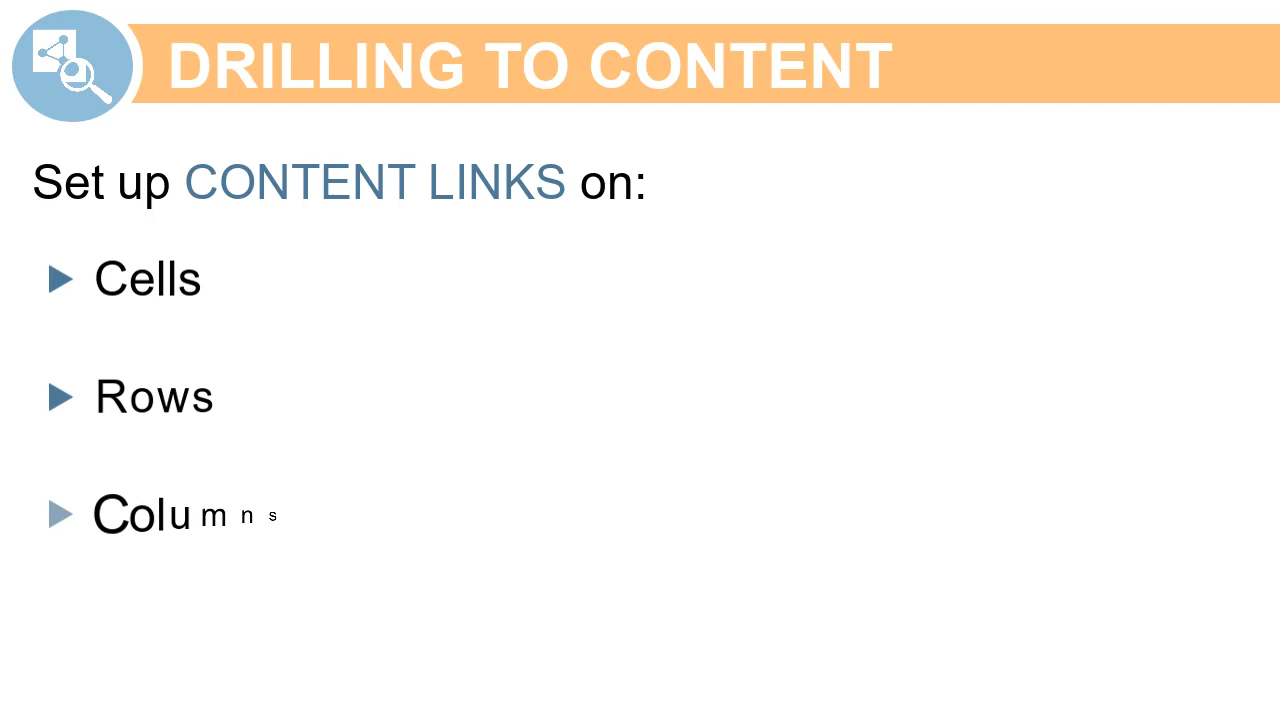 DRILLING TO CONTENT
Set up CONTENT LINKS on:
Cells
Rows
Columns